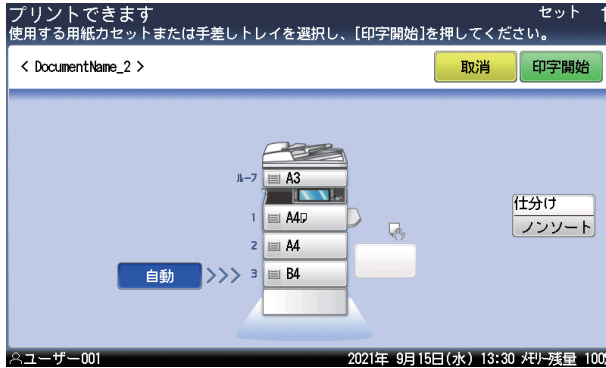 プリントできます
セット 1
使用する用紙カセットまたは手差しトレイを選択し、[印字開始]を押してください。
< DocumentName_2 >
取消
印字開始
ルーフ A3
1 A4
2 A4
自動 >>> 3 B4
仕分け
ノンソート
ユーザー001
2021年 9月15日(水) 13:30 ﾒﾓﾘｰ残量 100%